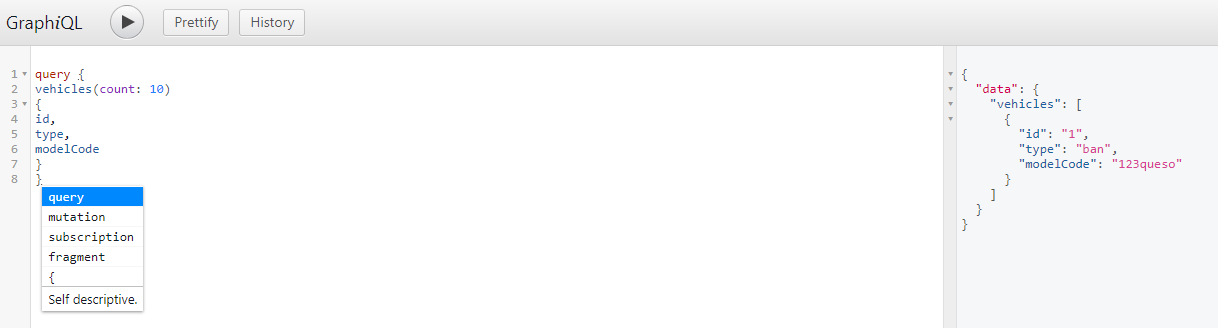 GraphiQL
Prettify
History
1 query {
2 vehicles(count: 10)
3 {
4 id,
5 type,
6 modelCode
7 }
8 }
query
mutation
subscription
fragment
{
Self descriptive.
{
"data": {
"vehicles": [
{
"id": "1",
"type": "ban",
"modelCode": "123queso"
}
]
}
}